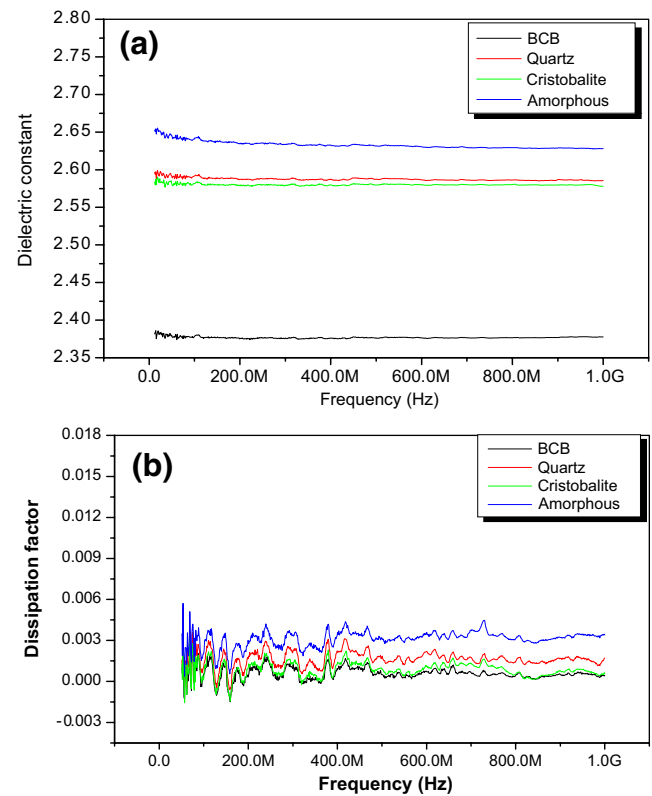 (a)
BCB
Quartz
Cristobalite
Amorphous
2.80
2.75
2.70
2.65
2.60
2.55
2.50
2.45
2.40
2.35
Dielectric constant
0.0 200.0M 400.0M 600.0M 800.0M 1.0G
Frequency (Hz)
(b)
BCB
Quartz
Cristobalite
Amorphous
0.018
0.015
0.012
0.009
0.006
0.003
0.000
-0.003
Dissipation factor
0.0 200.0M 400.0M 600.0M 800.0M 1.0G
Frequency (Hz)